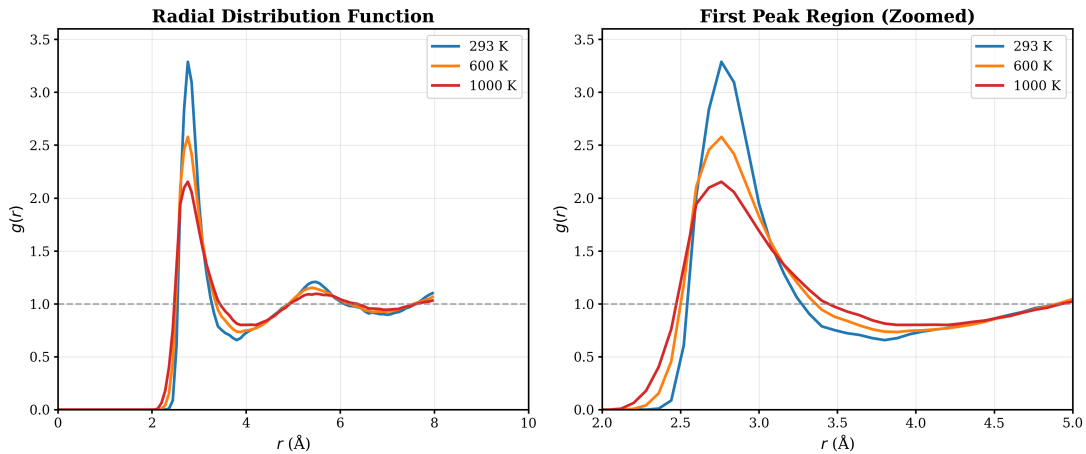 Radial Distribution Function
g(r)
3.5
3.0
2.5
2.0
1.5
1.0
0.5
0.0
0
2
4
6
8
10
r (Å)
293 K
600 K
1000 K
First Peak Region (Zoomed)
g(r)
3.5
3.0
2.5
2.0
1.5
1.0
0.5
0.0
2.0
2.5
3.0
3.5
4.0
4.5
5.0
r (Å)
293 K
600 K
1000 K